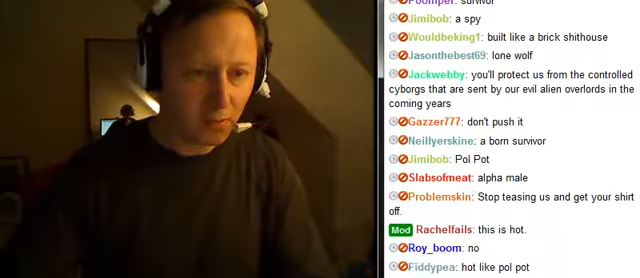 Poomper: survivor
Jimibob: a spy
Wouldbeking1: built like a brick shithouse
Jasonthebest69: lone wolf
Jackwebby: you'll protect us from the controlled
cyborgs that are sent by our evil alien overlords in the
coming years
Gazzer777: don't push it
Neillyerskine: a born survivor
Jimibob: Pol Pot
Slabsofmeat: alpha male
Problemskin: Stop teasing us and get your shirt
off.
Mod Rachelfails: this is hot.
Roy_boom: no
Fiddypea: hot like pol pot